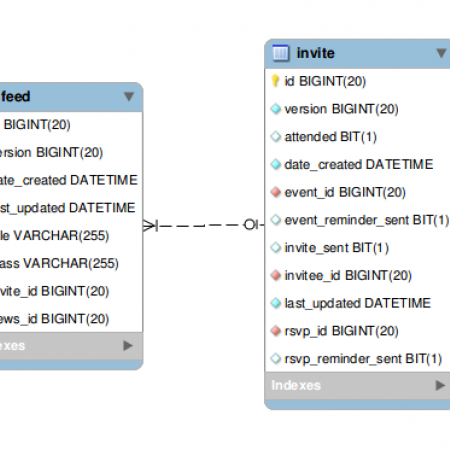 feed
BIGINT(20)
ersion BIGINT(20)
ate_created DATETIME
st_updated DATETIME
le VARCHAR(255)
ass VARCHAR(255)
vite_id BIGINT(20)
ews_id BIGINT(20)
exes
invite
id BIGINT(20)
version BIGINT(20)
attended BIT(1)
date_created DATETIME
event_id BIGINT(20)
event_reminder_sent BIT(1)
invite_sent BIT(1)
invitee_id BIGINT(20)
last_updated DATETIME
rsvp_id BIGINT(20)
rsvp_reminder_sent BIT(1)
Indexes